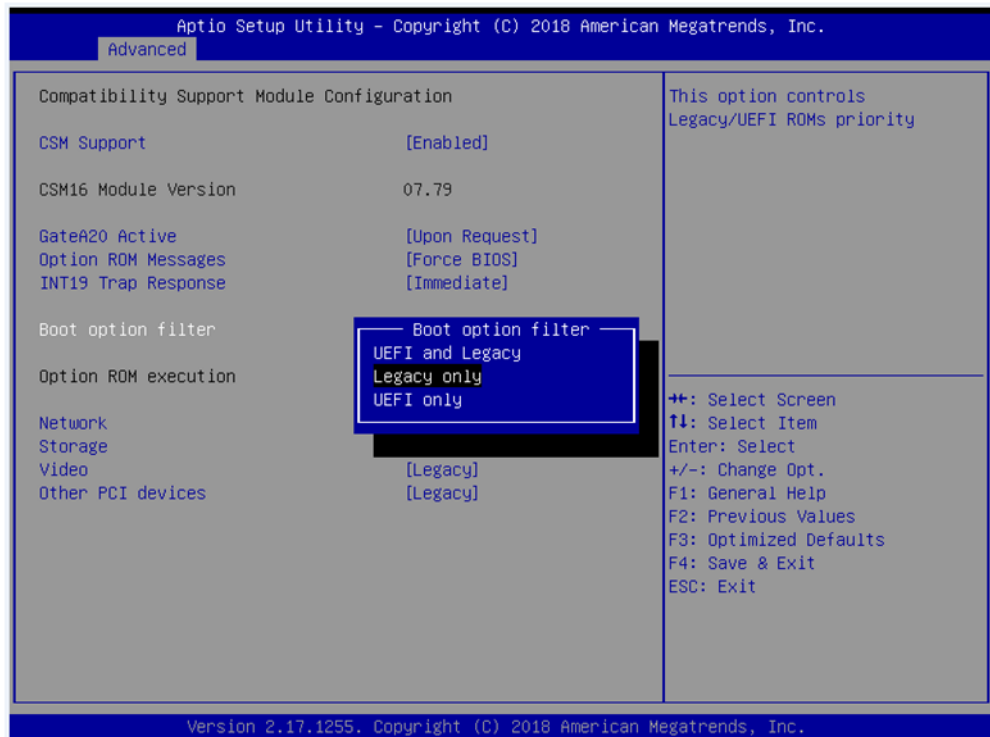 Aptio Setup Utility – Copyright (C) 2018 American Megatrends, Inc.
Advanced
Compatibility Support Module Configuration
CSM Support [Enabled]
CSM16 Module Version 07.79
GateA20 Active [Upon Request]
Option ROM Messages [Force BIOS]
INT19 Trap Response [Immediate]
Boot option filter
Option ROM execution
Network
Storage
Video [Legacy]
Other PCI devices [Legacy]
Boot option filter
UEFI and Legacy
Legacy only
UEFI only
This option controls
Legacy/UEFI ROMs priority
→←: Select Screen
↑↓: Select Item
Enter: Select
+/-: Change Opt.
F1: General Help
F2: Previous Values
F3: Optimized Defaults
F4: Save & Exit
ESC: Exit
Version 2.17.1255. Copyright (C) 2018 American Megatrends, Inc.